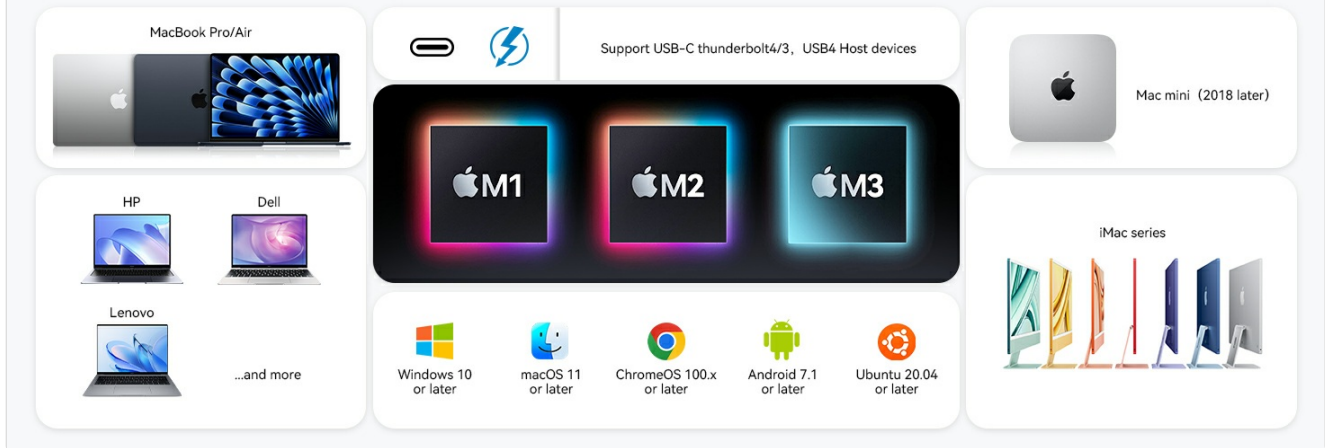 MacBook Pro/Air
Support USB-C thunderbolt4/3, USB4 Host devices
Mac mini (2018 later)
M1
M2
M3
HP
Dell
Lenovo
...and more
iMac series
Windows 10
or later
macOS 11
or later
ChromeOS 100.x
or later
Android 7.1
or later
Ubuntu 20.04
or later